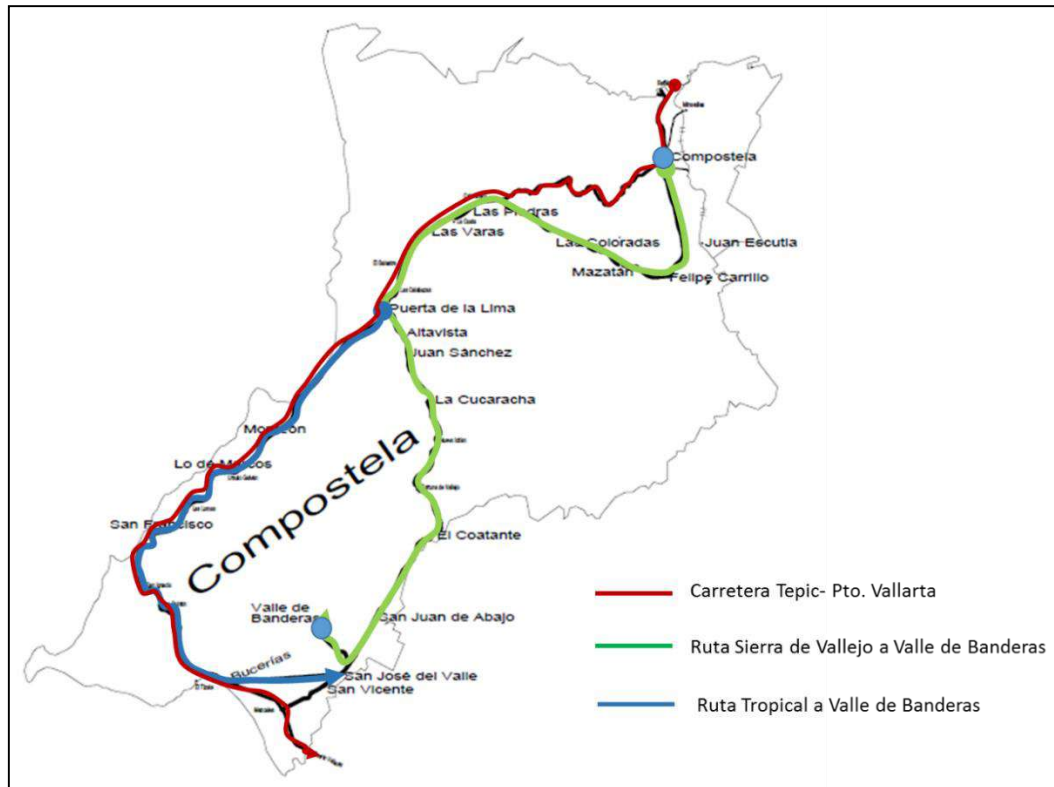 Compostela
Las Piedras
Las Varas
Las Coloradas
Juan Escutia
Mazatán
Felipe Carrillo
Puerta de la Lima
Altavista
Juan Sánchez
La Cucaracha
Lo de Marcos
Compostela
San Francisco
El Coatante
Valle de
Banderas
San Juan de Abajo
Bucerías
San José del Valle
San Vicente
Carretera Tepic- Pto. Vallarta
Ruta Sierra de Vallejo a Valle de Banderas
Ruta Tropical a Valle de Banderas